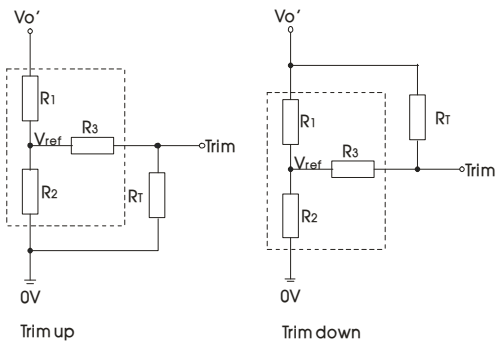 Vo′
R1
Vref
R3
Trim
R2
RT
0V
Trim up
Vo′
R1
RT
Vref
R3
Trim
R2
0V
Trim down